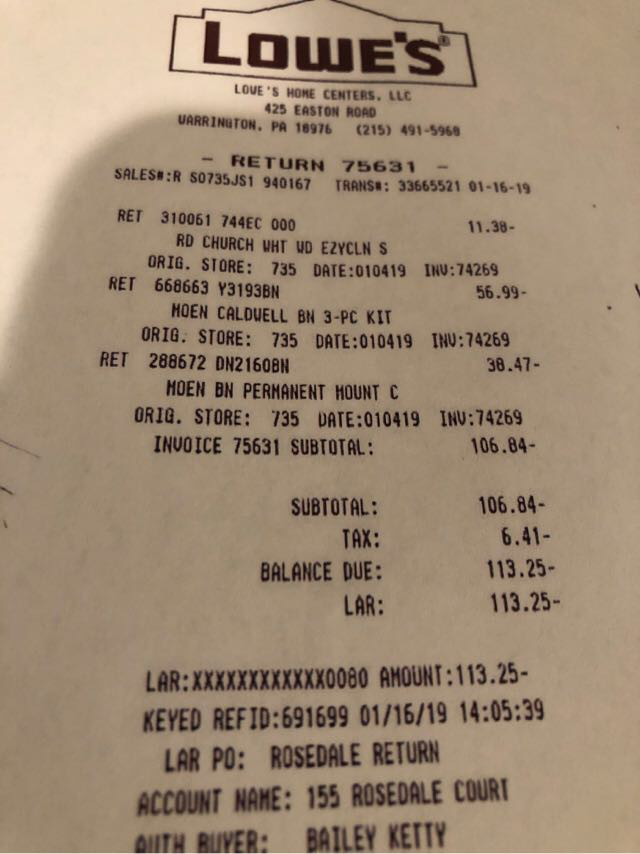 LOWE'S®
LOWE'S HOME CENTERS, LLC
425 EASTON ROAD
WARRINGTON, PA 18976 (215) 491-5968
- RETURN 75631 -
SALES#:R S0735JS1 940167 TRANS#: 33665521 01-16-19
RET 310061 744EC 000 11.38-
RD CHURCH WHT WD EZYCLN S
ORIG. STORE: 735 DATE:010419 INV:74269
RET 668663 Y3193BN 56.99-
MOEN CALDWELL BN 3-PC KIT
ORIG. STORE: 735 DATE:010419 INV:74269
RET 288672 DN2160BN 38.47-
MOEN BN PERMANENT MOUNT C
ORIG. STORE: 735 DATE:010419 INV:74269
INVOICE 75631 SUBTOTAL: 106.84-
SUBTOTAL: 106.84-
TAX: 6.41-
BALANCE DUE: 113.25-
LAR: 113.25-
LAR:XXXXXXXXXXXX0080 AMOUNT:113.25-
KEYED REFID:691699 01/16/19 14:05:39
LAR PO: ROSEDALE RETURN
ACCOUNT NAME: 155 ROSEDALE COURT
AUTH BUYER: BAILEY KETTY